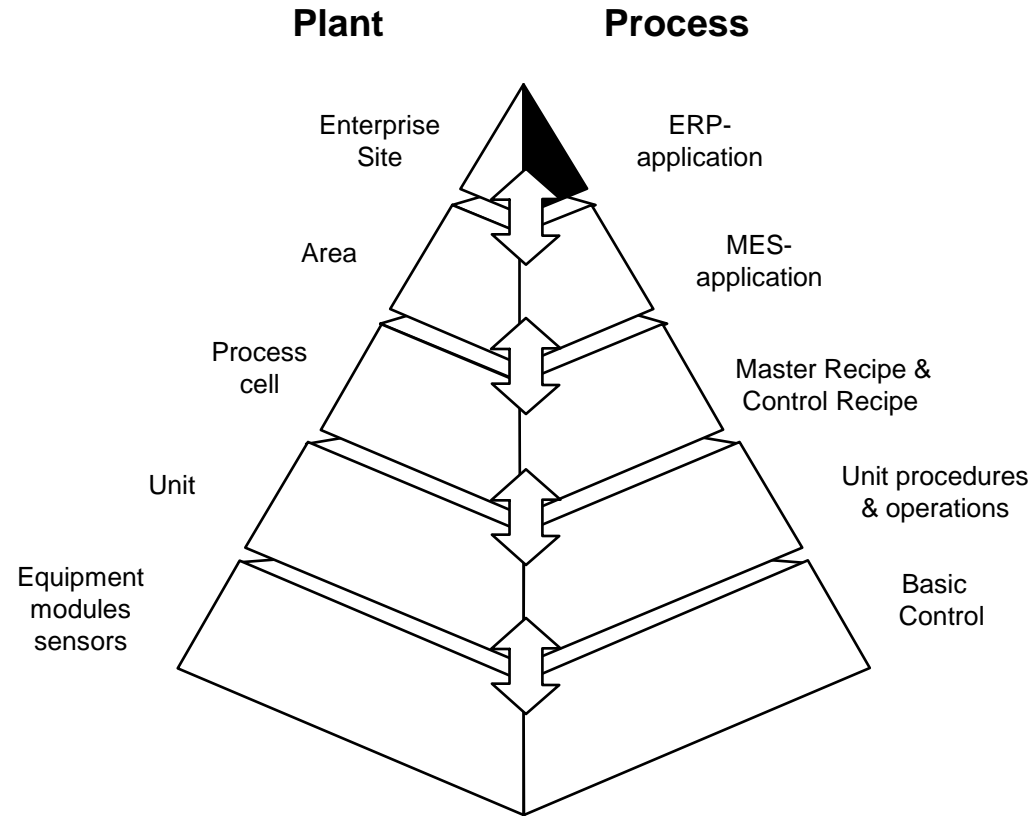 Plant
Process
Enterprise
Site
ERP-
application
Area
MES-
application
Process
cell
Master Recipe &
Control Recipe
Unit
Unit procedures
& operations
Equipment
modules
sensors
Basic
Control